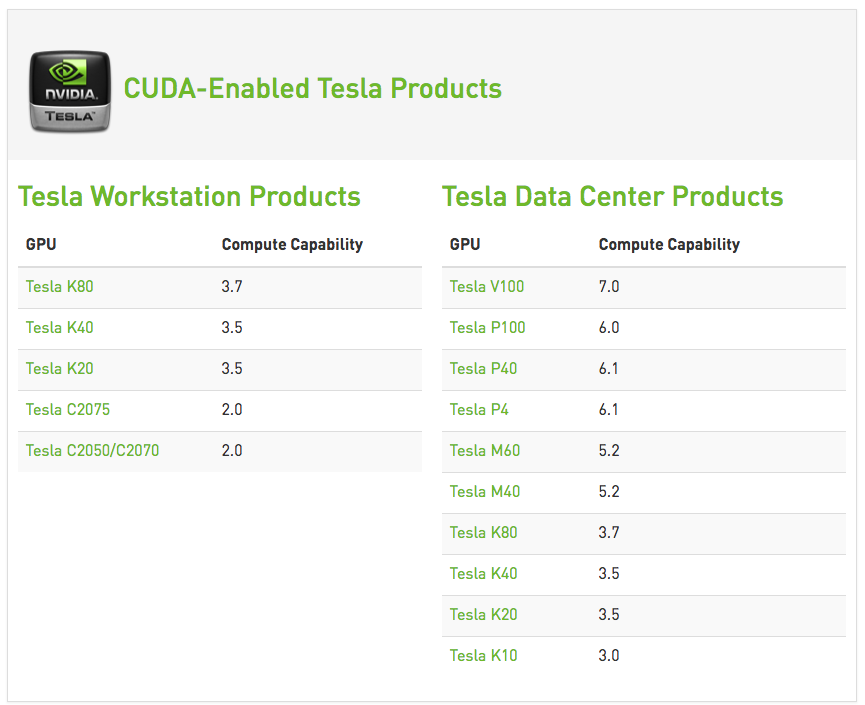 NVIDIA.
TESLA™
CUDA-Enabled Tesla Products
Tesla Workstation Products
GPU Compute Capability
Tesla K80 3.7
Tesla K40 3.5
Tesla K20 3.5
Tesla C2075 2.0
Tesla C2050/C2070 2.0
Tesla Data Center Products
GPU Compute Capability
Tesla V100 7.0
Tesla P100 6.0
Tesla P40 6.1
Tesla P4 6.1
Tesla M60 5.2
Tesla M40 5.2
Tesla K80 3.7
Tesla K40 3.5
Tesla K20 3.5
Tesla K10 3.0